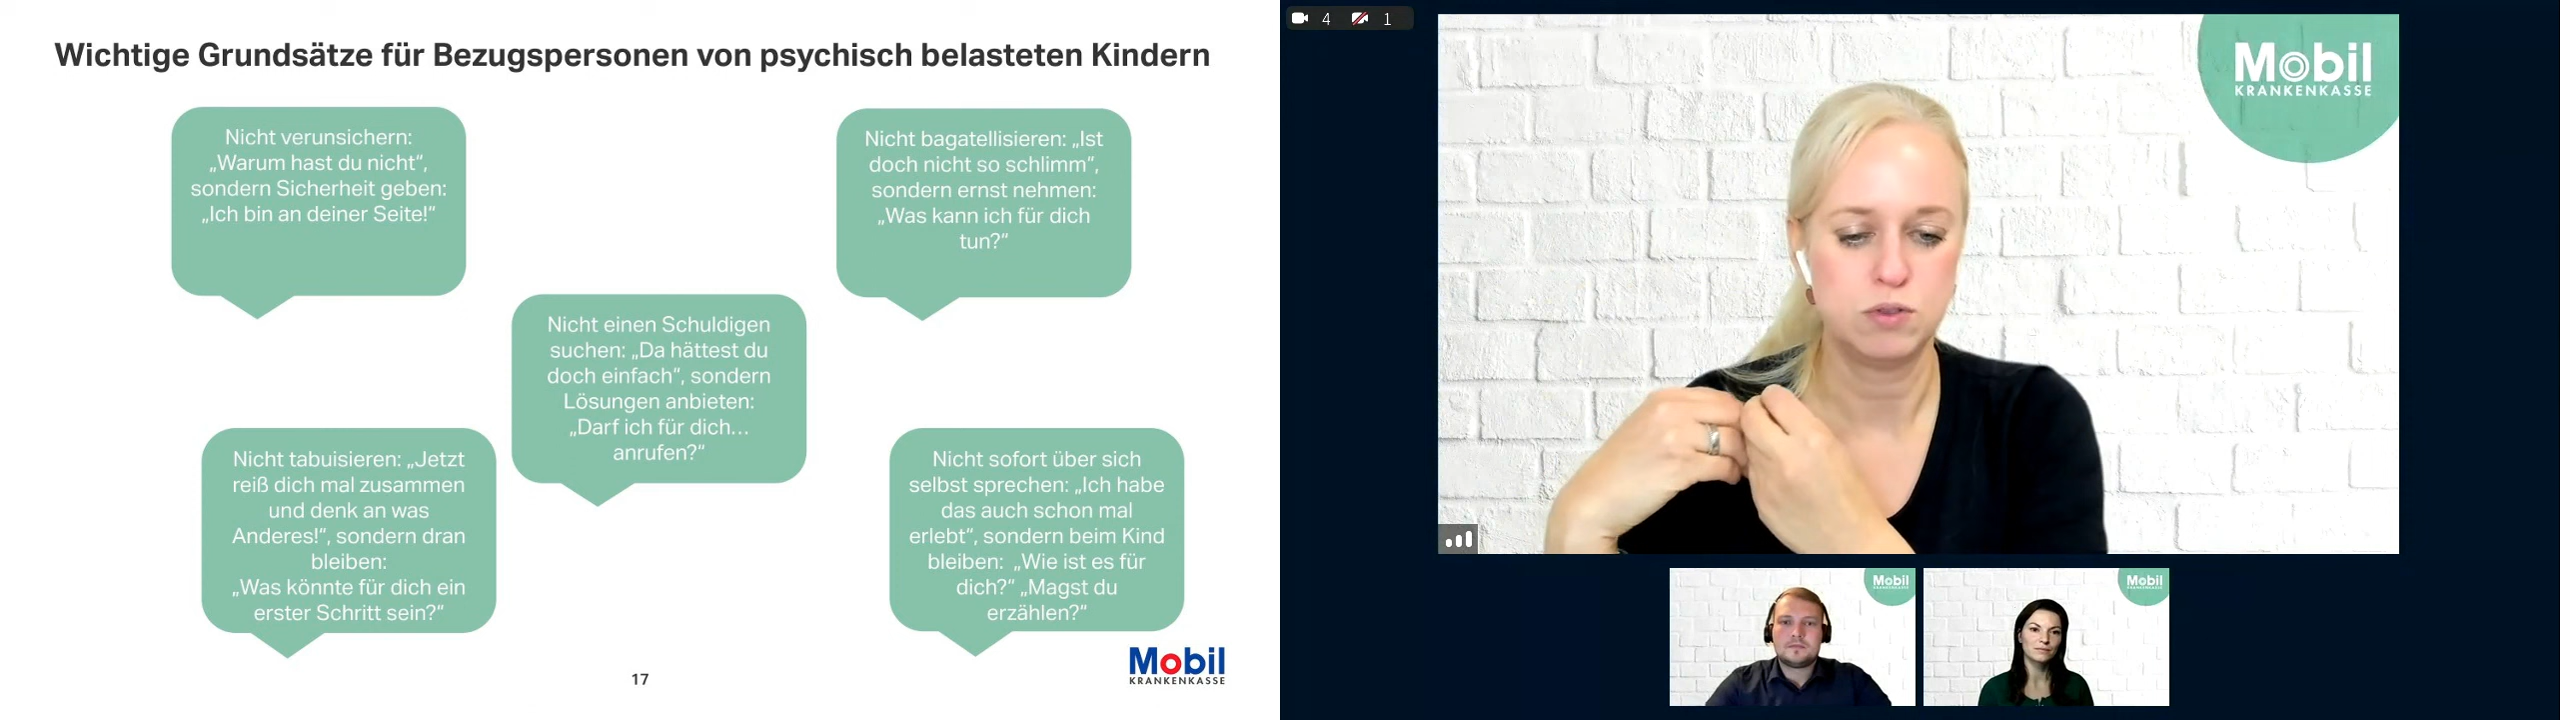 Wichtige Grundsätze für Bezugspersonen von psychisch belasteten Kindern
Nicht verunsichern:
„Warum hast du nicht“,
sondern Sicherheit geben:
„Ich bin an deiner Seite!“
Nicht bagatellisieren: „Ist
doch nicht so schlimm“,
sondern ernst nehmen:
„Was kann ich für dich
tun?“
Nicht einen Schuldigen
suchen: „Da hättest du
doch einfach“, sondern
Lösungen anbieten:
„Darf ich für dich…
anrufen?“
Nicht tabuisieren: „Jetzt
reiß dich mal zusammen
und denk an was
Anderes!“, sondern dran
bleiben:
„Was könnte für dich ein
erster Schritt sein?“
Nicht sofort über sich
selbst sprechen: „Ich habe
das auch schon mal
erlebt“, sondern beim Kind
bleiben: „Wie ist es für
dich?“ „Magst du
erzählen?“
17
Mobil
KRANKENKASSE
4 1
Mobil
KRANKENKASSE
Mobil
KRANKENKASSE
Mobil
KRANKENKASSE